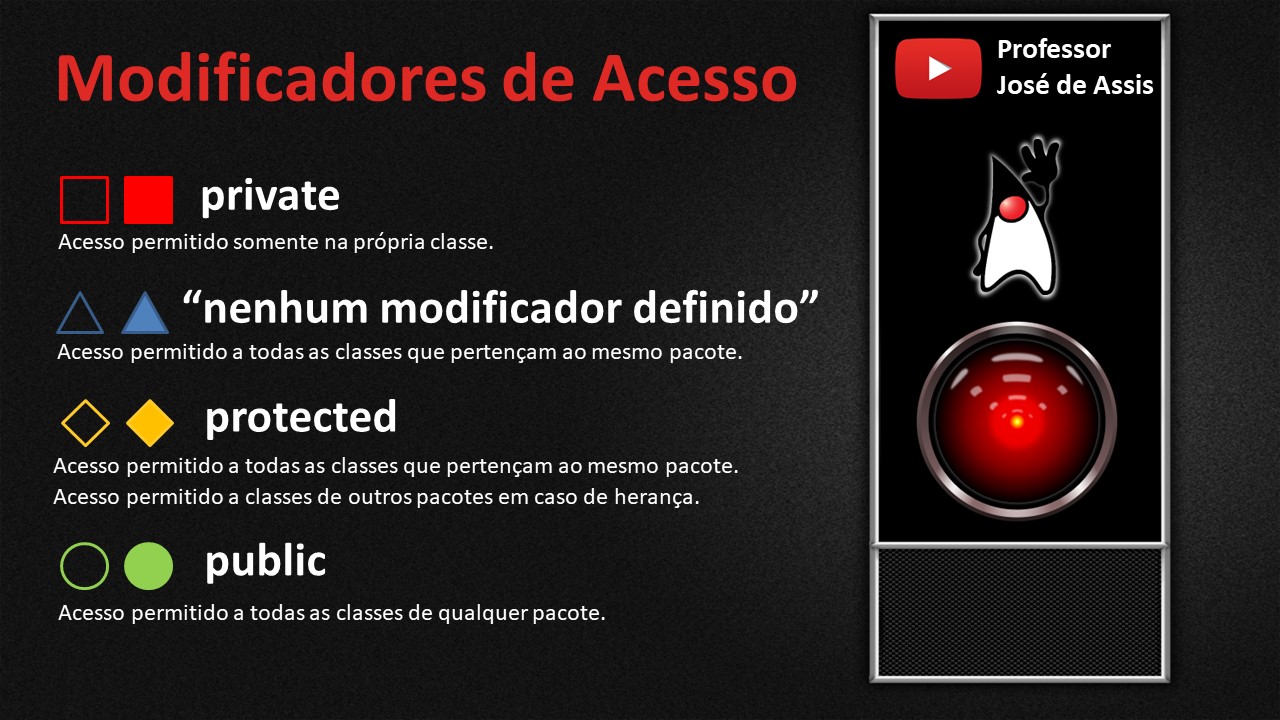 Modificadores de Acesso
Professor
José de Assis
private
Acesso permitido somente na própria classe.
“nenhum modificador definido”
Acesso permitido a todas as classes que pertençam ao mesmo pacote.
protected
Acesso permitido a todas as classes que pertençam ao mesmo pacote.
Acesso permitido a classes de outros pacotes em caso de herança.
public
Acesso permitido a todas as classes de qualquer pacote.